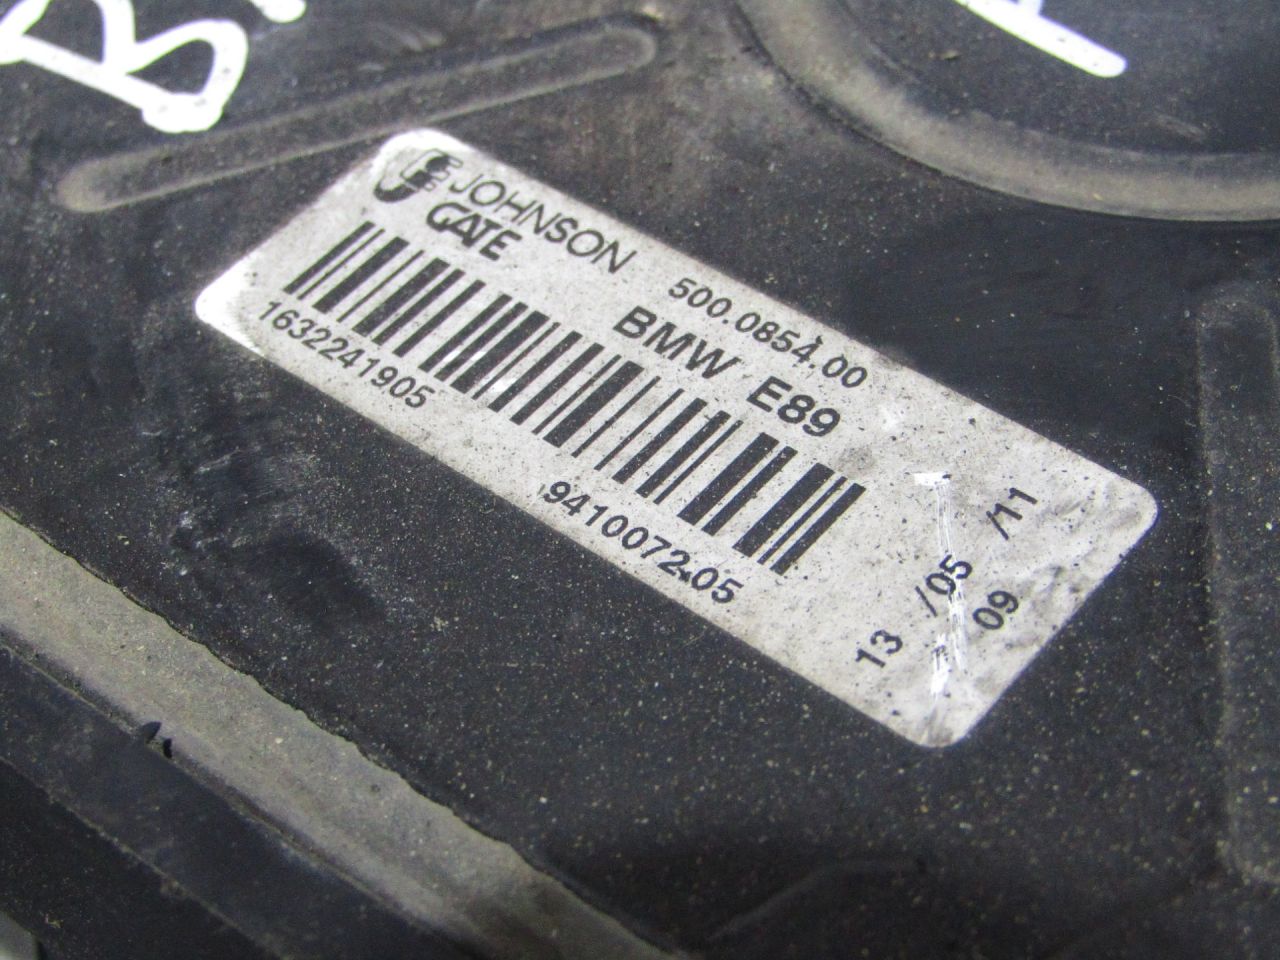 JOHNSON
GATE
500.0854.00
BMW E89
1632241905
9410072.05
13 /05 /11
09